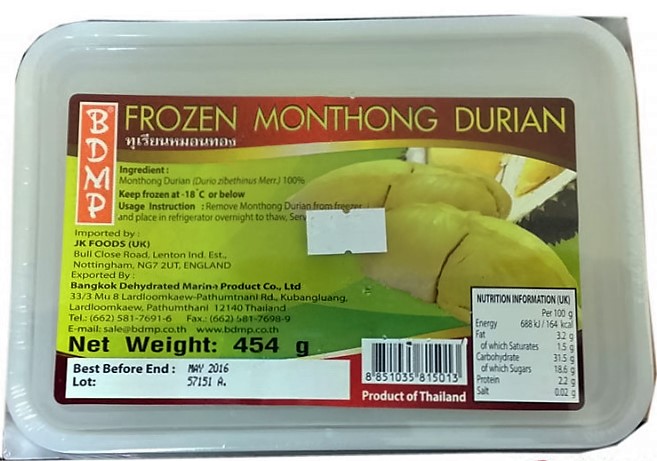 BDMP
FROZEN MONTHONG DURIAN
ทุเรียนหมอนทอง
Ingredient :
Monthong Durian (Durio zibethinus Merr.) 100%
Keep frozen at -18°C or below
Usage Instruction : Remove Monthong Durian from freezer
and place in refrigerator overnight to thaw, Serv
Imported by :
JK FOODS (UK)
Bull Close Road, Lenton Ind. Est.,
Nottingham, NG7 2UT, ENGLAND
Exported By :
Bangkok Dehydrated Marine Product Co., Ltd
33/3 Mu 8 Lardloomkaew-Pathumtnani Rd., Kubangluang,
Lardloomkaew, Pathumthani 12140 Thailand
Tel.: (662) 581-7691-6 Fax.: (662) 581-7698-9
E-mail: sale@bdmp.co.th www.bdmp.co.th
Net Weight: 454 g
Best Before End : MAY 2016
Lot: 57151 A.
8 851035 815013
Product of Thailand
NUTRITION INFORMATION (UK)
Per 100 g
Energy 688 kJ / 164 kcal
Fat 3.2 g
of which Saturates 1.5 g
Carbohydrate 31.5 g
of which Sugars 18.6 g
Protein 2.2 g
Salt 0.02 g